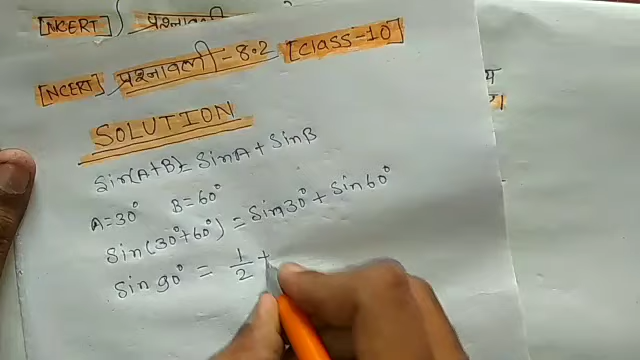 [NCERT] प्रश्नावली
[NCERT] प्रश्नावली-8.2 [Class-10]
SOLUTION
Sin(A+B)= SinA + SinB
A=30° B=60°
Sin(30°+60°) = Sin30° + Sin60°
Sin 90° = 1/2 +